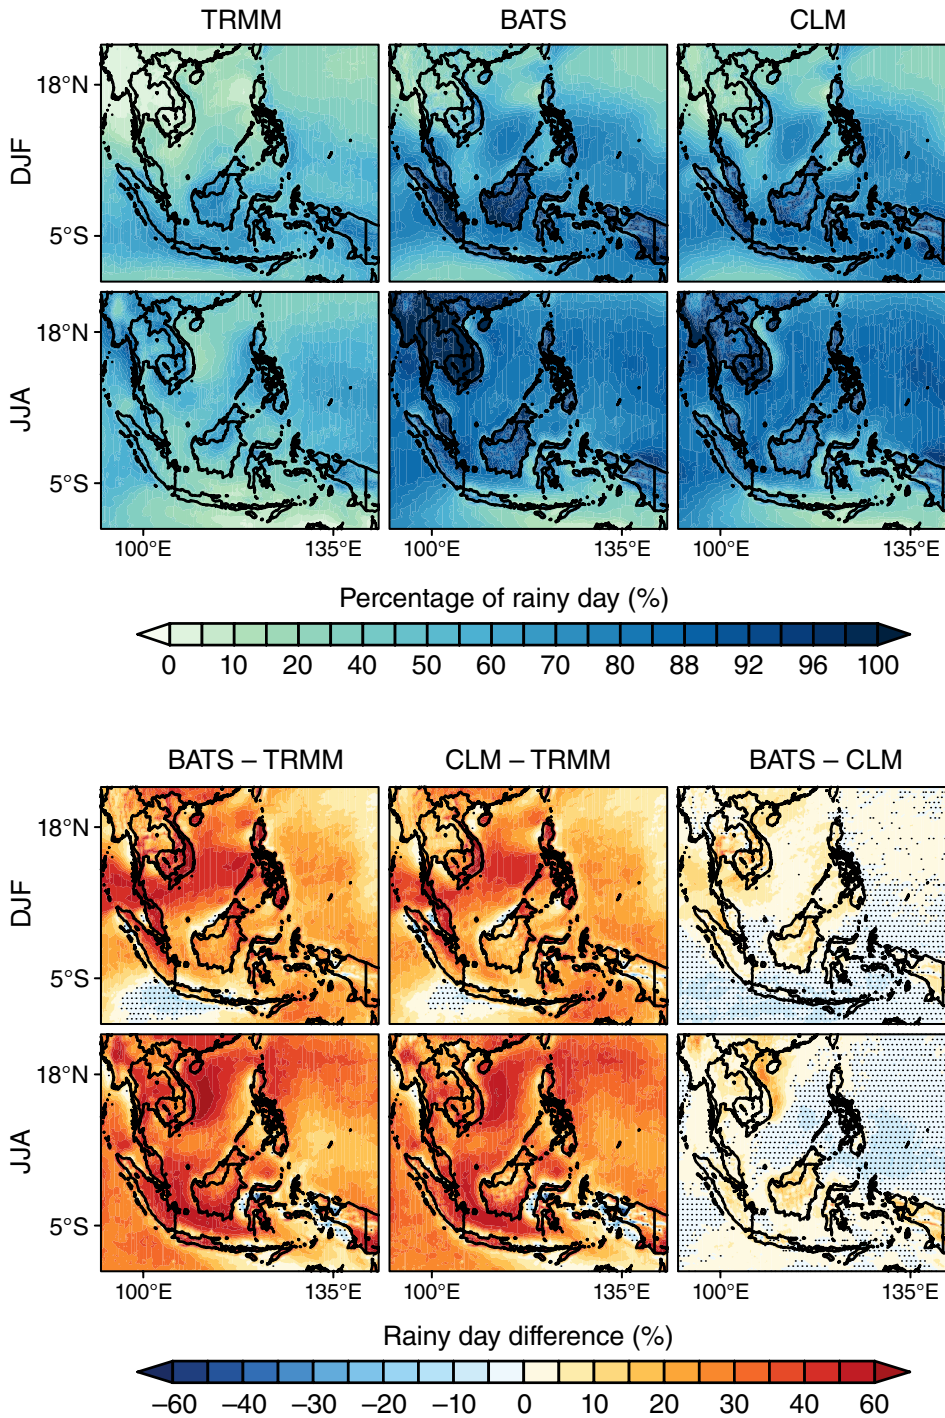 TRMM BATS CLM
18°N
DJF
5°S
18°N
JJA
5°S
100°E 135°E 100°E 135°E 100°E 135°E
Percentage of rainy day (%)
0 10 20 40 50 60 70 80 88 92 96 100
BATS – TRMM CLM – TRMM BATS – CLM
18°N
DJF
5°S
18°N
JJA
5°S
100°E 135°E 100°E 135°E 100°E 135°E
Rainy day difference (%)
–60 –40 –30 –20 –10 0 10 20 30 40 60